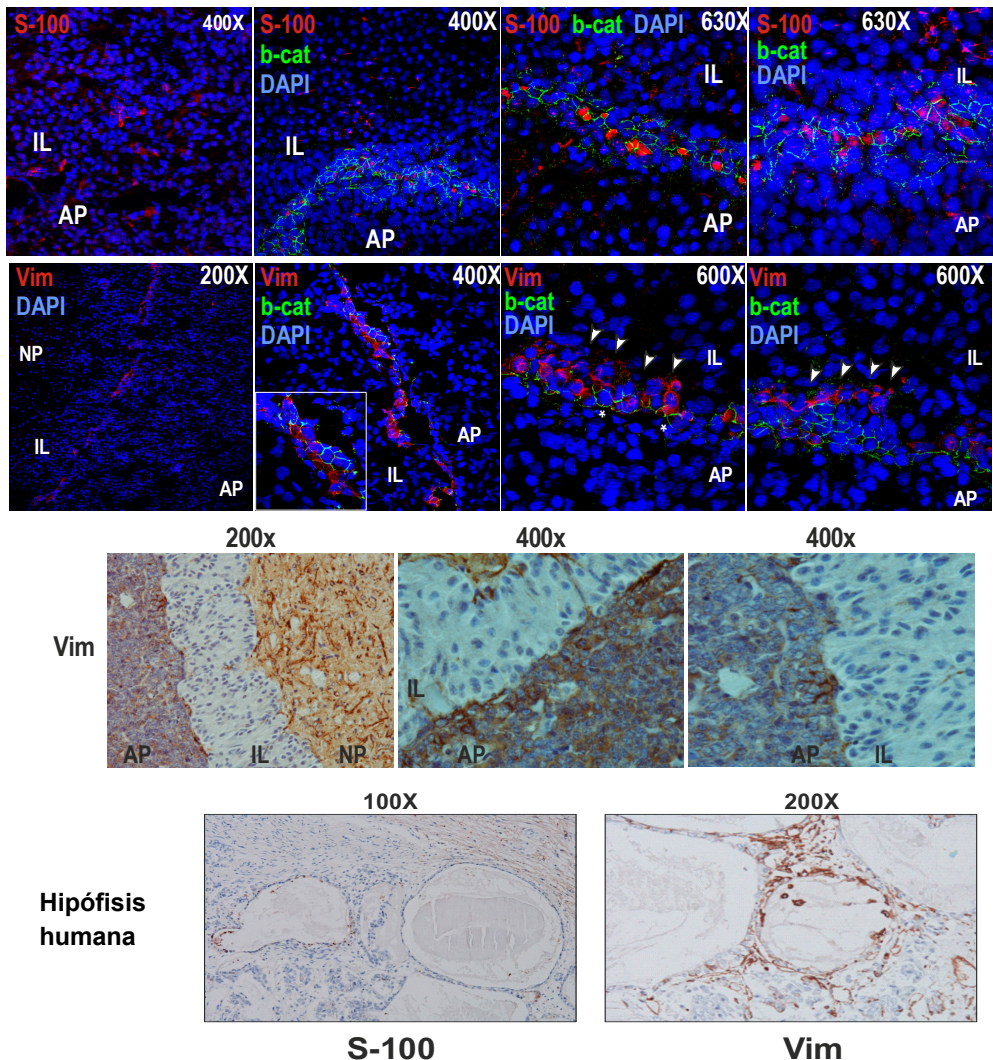 S-100 400X
IL
AP
400X
b-cat
DAPI
IL
AP
S-100 b-cat DAPI 630X
IL
AP
S-100 630X
b-cat
DAPI
IL
AP
Vim 200X
DAPI
NP
IL
AP
Vim 400X
b-cat
DAPI
AP
IL
Vim 600X
b-cat
DAPI
IL
* *
AP
Vim 600X
b-cat
DAPI
IL
AP
200x 400x 400x
Vim
AP IL NP
IL
AP
AP IL
100X 200X
Hipófisis
humana
S-100 Vim